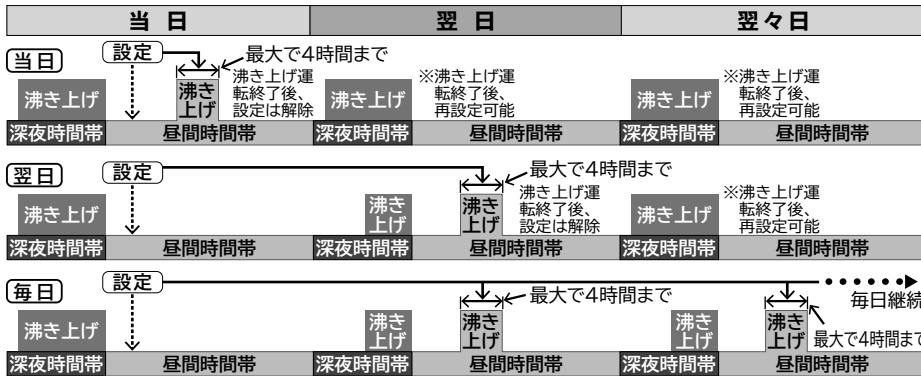 当 日 翌 日 翌々日
当日 設定 最大で4時間まで
沸き上げ
沸き
上げ
沸き上げ運
転終了後、
設定は解除
沸き上げ
※沸き上げ運
転終了後、
再設定可能
沸き上げ
※沸き上げ運
転終了後、
再設定可能
深夜時間帯 昼間時間帯 深夜時間帯 昼間時間帯 深夜時間帯 昼間時間帯
翌日 設定 最大で4時間まで
沸き上げ
沸き
上げ
沸き
上げ
沸き上げ運
転終了後、
設定は解除
沸き上げ
※沸き上げ運
転終了後、
再設定可能
深夜時間帯 昼間時間帯 深夜時間帯 昼間時間帯 深夜時間帯 昼間時間帯
毎日 設定 最大で4時間まで 毎日継続
沸き上げ
沸き
上げ
沸き
上げ
沸き
上げ
沸き
上げ
最大で4時間まで
深夜時間帯 昼間時間帯 深夜時間帯 昼間時間帯 深夜時間帯 昼間時間帯